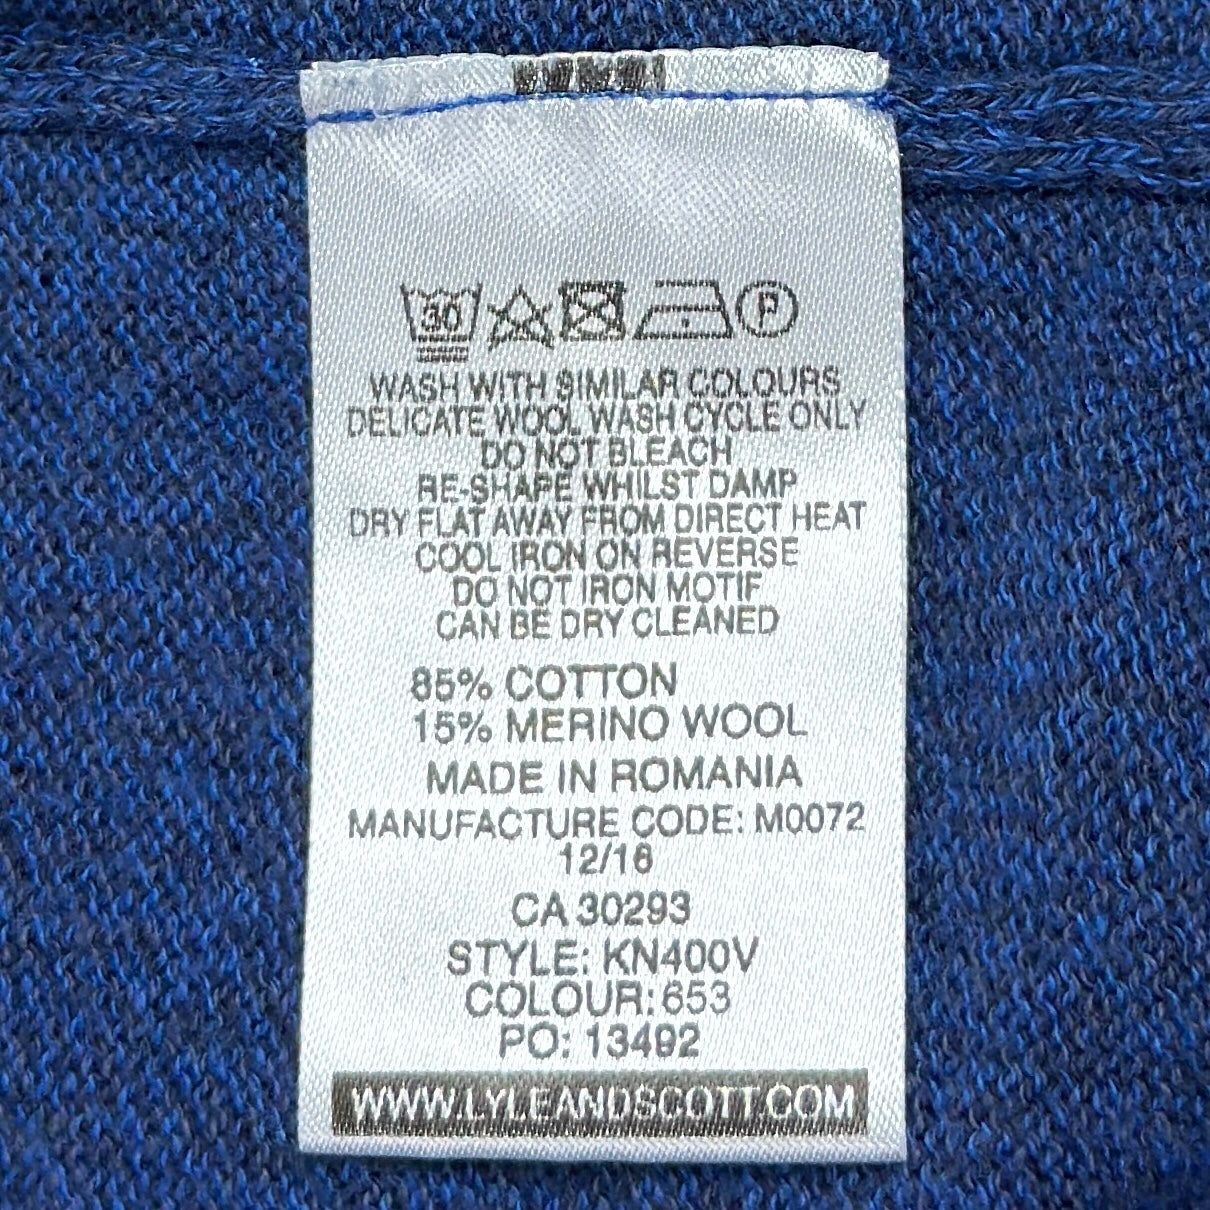 30
P
WASH WITH SIMILAR COLOURS
DELICATE WOOL WASH CYCLE ONLY
DO NOT BLEACH
RE-SHAPE WHILST DAMP
DRY FLAT AWAY FROM DIRECT HEAT
COOL IRON ON REVERSE
DO NOT IRON MOTIF
CAN BE DRY CLEANED
85% COTTON
15% MERINO WOOL
MADE IN ROMANIA
MANUFACTURE CODE: M0072
12/16
CA 30293
STYLE: KN400V
COLOUR: 653
PO: 13492
WWW.LYLEANDSCOTT.COM